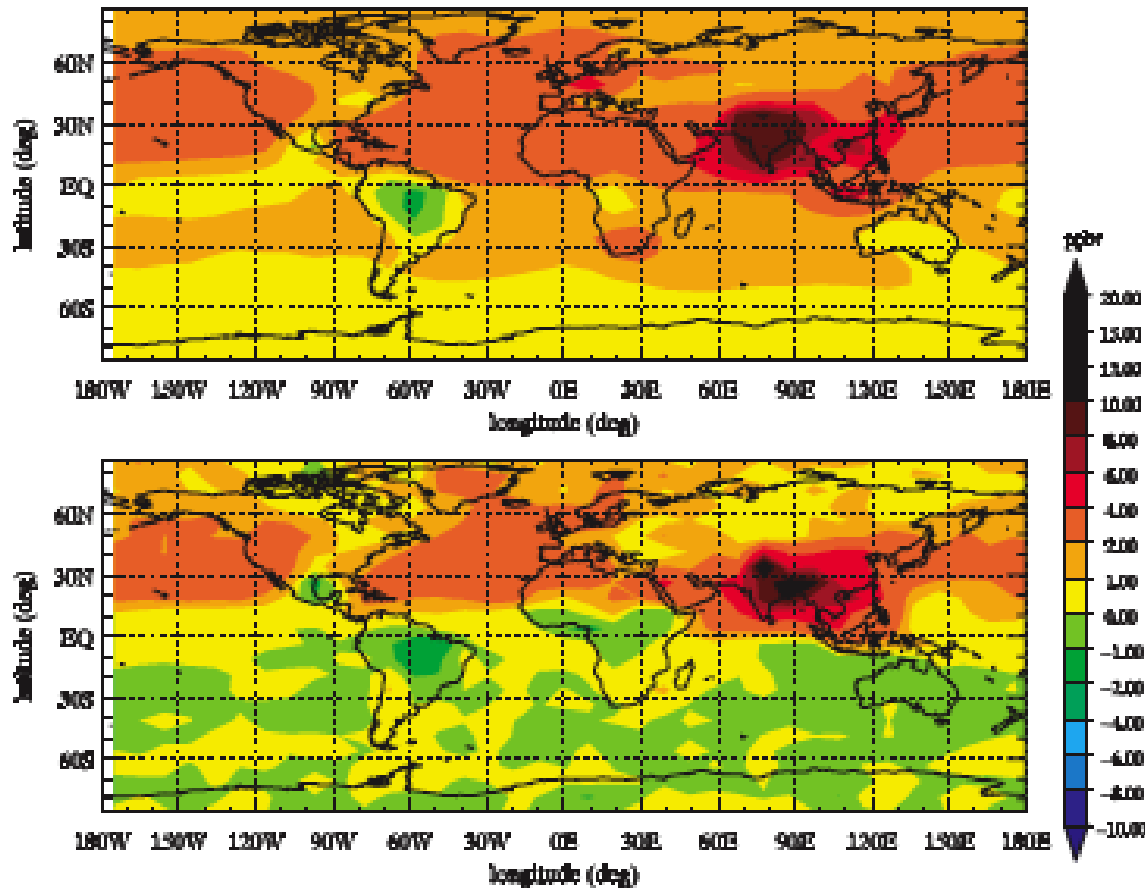 60N
30N
EQ
30S
60S
latitude (deg)
180W 150W 120W 90W 60W 30W 0E 30E 60E 90E 120E 150E 180E
longitude (deg)
60N
30N
EQ
30S
60S
latitude (deg)
180W 150W 120W 90W 60W 30W 0E 30E 60E 90E 120E 150E 180E
longitude (deg)
ppbv
20.00
15.00
12.00
10.00
8.00
6.00
4.00
2.00
1.00
0.00
-1.00
-2.00
-4.00
-6.00
-8.00
-10.00